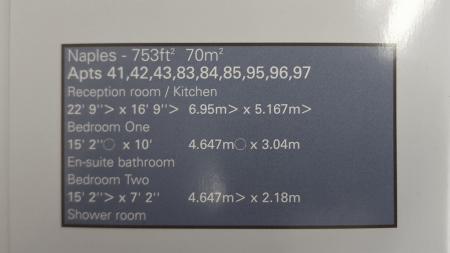 Naples - 753ft² 70m²
Apts 41,42,43,83,84,85,95,96,97
Reception room / Kitchen
22' 9"> x 16' 9"> 6.95m> x 5.167m>
Bedroom One
15' 2"○ x 10' 4.647m○ x 3.04m
En-suite bathroom
Bedroom Two
15' 2"> x 7' 2" 4.647m> x 2.18m
Shower room